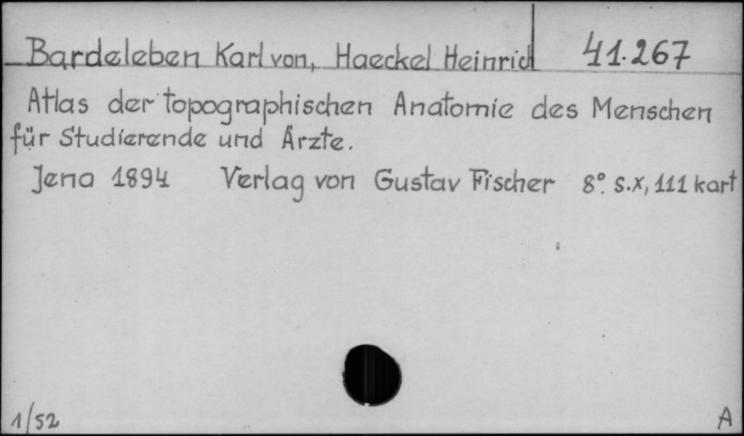 Bardeleben Karl von, Haeckel Heinrich 41.267
Atlas der topographischen Anatomie des Menschen
für Studierende und Ärzte.
Jena 1894 Verlag von Gustav Fischer 8°. S.X, 111 kart
1/52 A